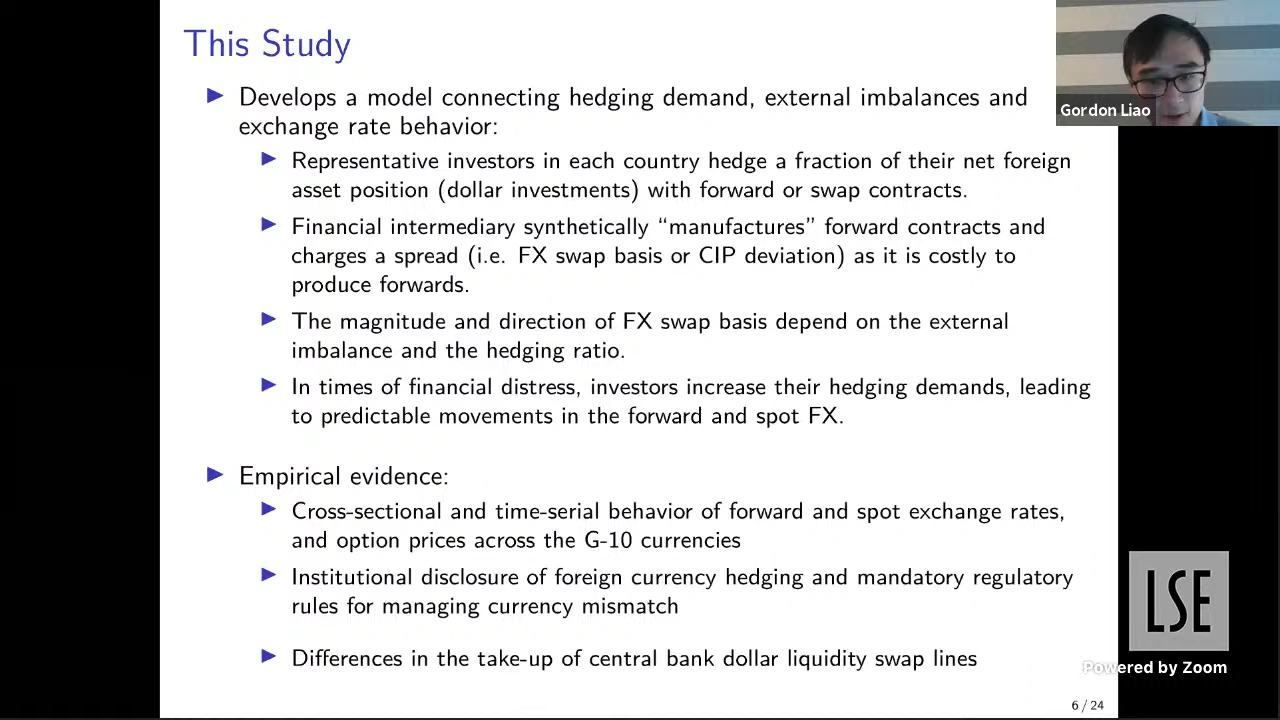 This Study
Develops a model connecting hedging demand, external imbalances and
exchange rate behavior:
Representative investors in each country hedge a fraction of their net foreign
asset position (dollar investments) with forward or swap contracts.
Financial intermediary synthetically “manufactures” forward contracts and
charges a spread (i.e. FX swap basis or CIP deviation) as it is costly to
produce forwards.
The magnitude and direction of FX swap basis depend on the external
imbalance and the hedging ratio.
In times of financial distress, investors increase their hedging demands, leading
to predictable movements in the forward and spot FX.
Empirical evidence:
Cross-sectional and time-serial behavior of forward and spot exchange rates,
and option prices across the G-10 currencies
Institutional disclosure of foreign currency hedging and mandatory regulatory
rules for managing currency mismatch
Differences in the take-up of central bank dollar liquidity swap lines
6 / 24
Gordon Liao
LSE
Powered by Zoom